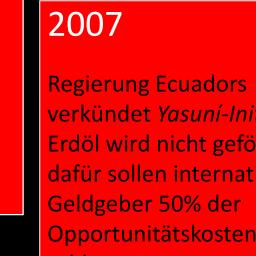 2007
Regierung Ecuadors
verkündet Yasuní-Ini
Erdöl wird nicht gefö
dafür sollen internat
Geldgeber 50% der
Opportunitätskosten